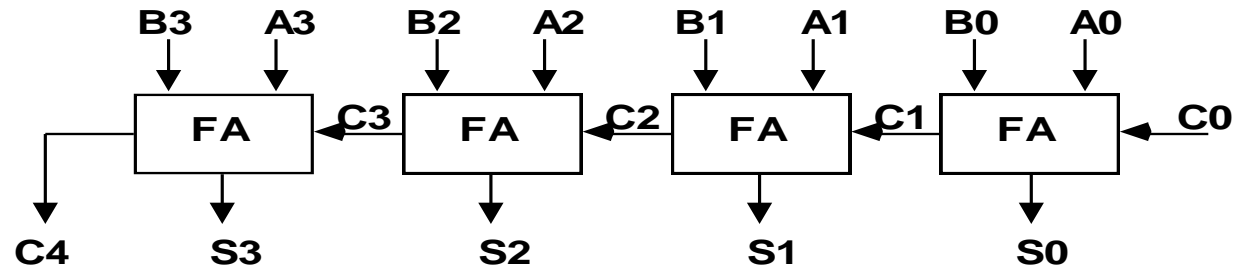 B3 A3 B2 A2 B1 A1 B0 A0
FA C3 FA C2 FA C1 FA C0
C4 S3 S2 S1 S0